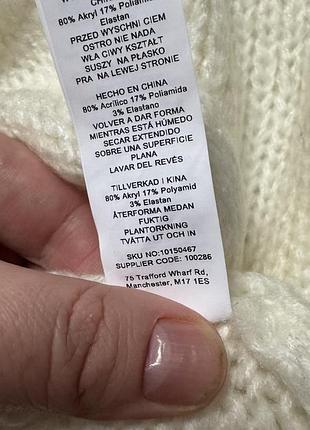 80% Akryl 17% Poliamid
Elastan
PRZED WYSCHNI CIEM
OSTRO NIE NADA
WŁA CIWY KSZTAŁT
SUSZY NA PŁASKO
PRA NA LEWEJ STRONIE
HECHO EN CHINA
80% Acrílico 17% Poliamida
3% Elastano
VOLVER A DAR FORMA
MIENTRAS ESTÁ HÚMEDO
SECAR EXTENDIDO
SOBRE UNA SUPERFICIE
PLANA
LAVAR DEL REVÉS
TILLVERKAD I KINA
80% Akryl 17% Polyamid
3% Elastan
ÅTERFORMA MEDAN
FUKTIG
PLANTORKNING
TVÄTTA UT OCH IN
SKU NO:10150467
SUPPLIER CODE: 100286
75 Trafford Wharf Rd,
Manchester, M17 1ES